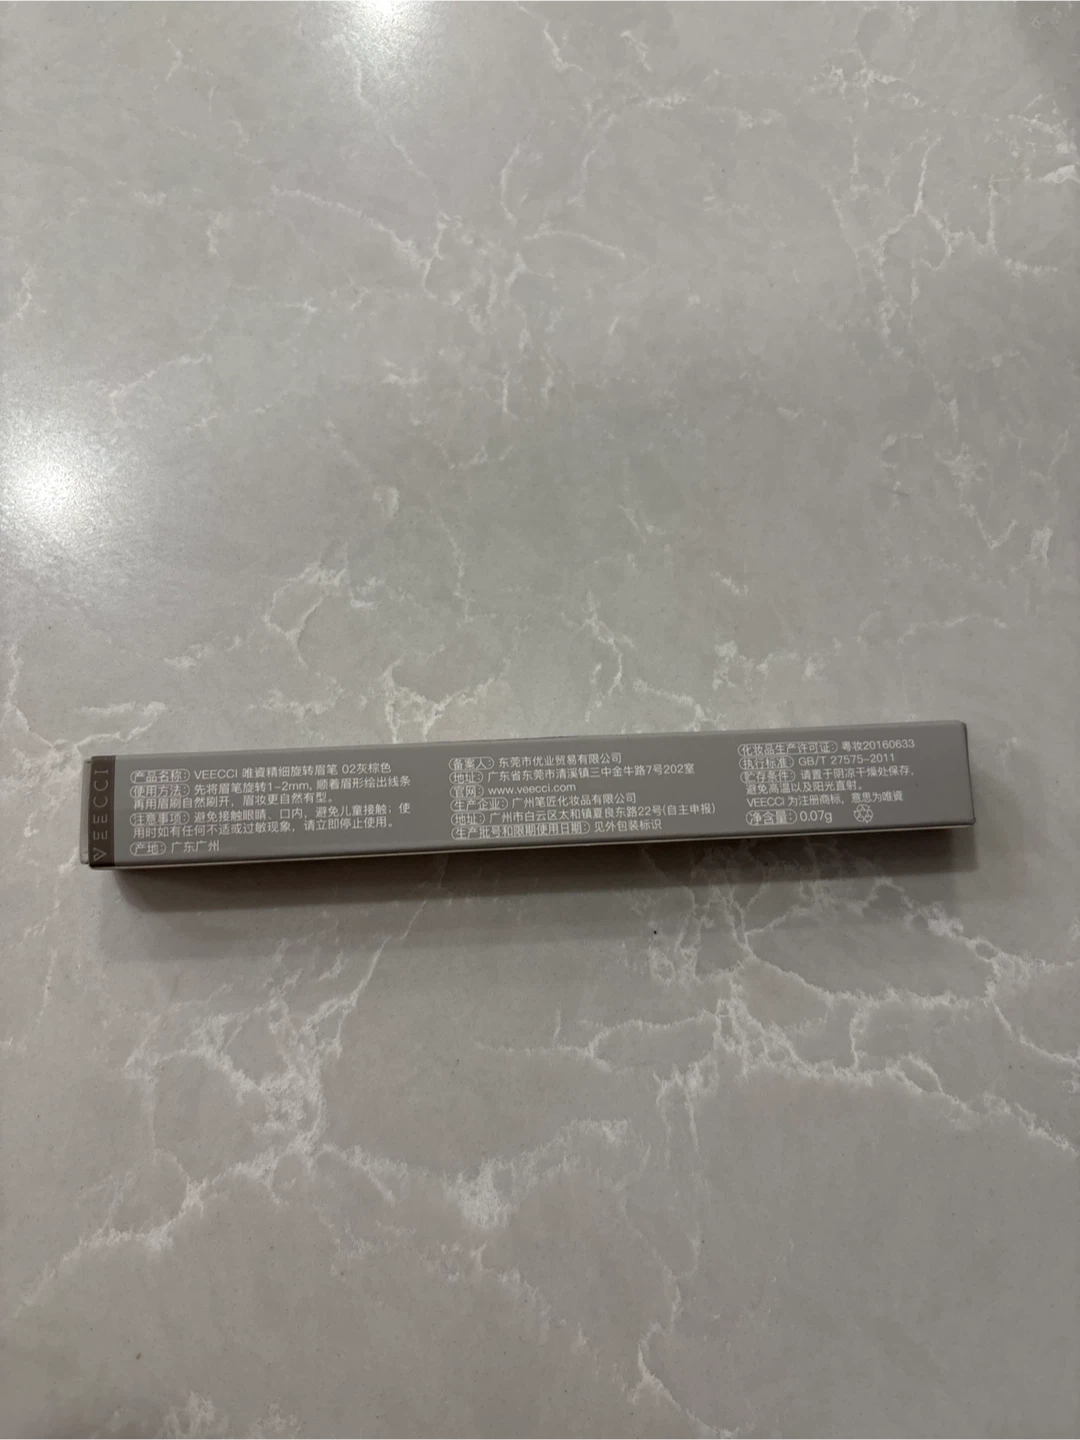 VEECCI
产品名称: VEECCI 唯資精细旋转眉笔 02灰棕色
使用方法: 先将眉笔旋转1~2mm, 顺着眉形绘出线条
再用眉刷自然刷开, 眉妆更自然有型。
注意事项: 避免接触眼睛、口内, 避免儿童接触; 使
用时如有任何不适或过敏现象, 请立即停止使用。
产地: 广东广州
备案人: 东莞市优业贸易有限公司
地址: 广东省东莞市清溪镇三中金牛路7号202室
官网: www.veecci.com
生产企业: 广州笔匠化妆品有限公司
地址: 广州市白云区太和镇夏良东路22号(自主申报)
生产批号和限期使用日期: 见外包装标识
化妆品生产许可证: 粤妆20160633
执行标准: GB/T 27575-2011
贮存条件: 请置于阴凉干燥处保存,
避免高温以及阳光直射。
VEECCI 为注册商标, 意思为唯資
净含量: 0.07g